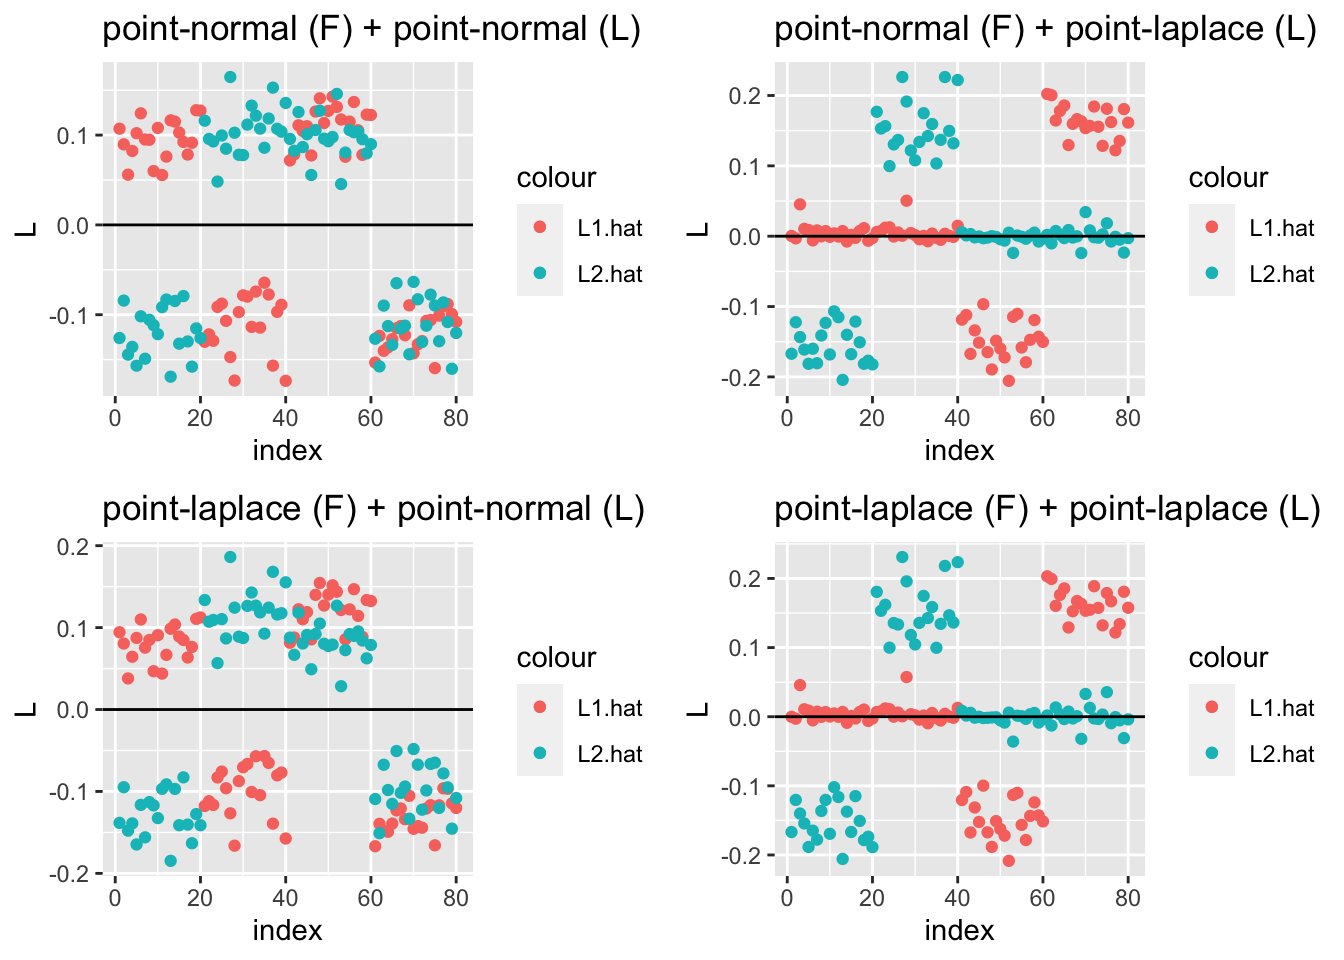 point-normal (F) + point-normal (L)
0.1
0.0
-0.1
L
0 20 40 60 80
index
colour
L1.hat
L2.hat
point-normal (F) + point-laplace (L)
0.2
0.1
0.0
-0.1
-0.2
L
0 20 40 60 80
index
colour
L1.hat
L2.hat
point-laplace (F) + point-normal (L)
0.2
0.1
0.0
-0.1
-0.2
L
0 20 40 60 80
index
colour
L1.hat
L2.hat
point-laplace (F) + point-laplace (L)
0.2
0.1
0.0
-0.1
-0.2
L
0 20 40 60 80
index
colour
L1.hat
L2.hat